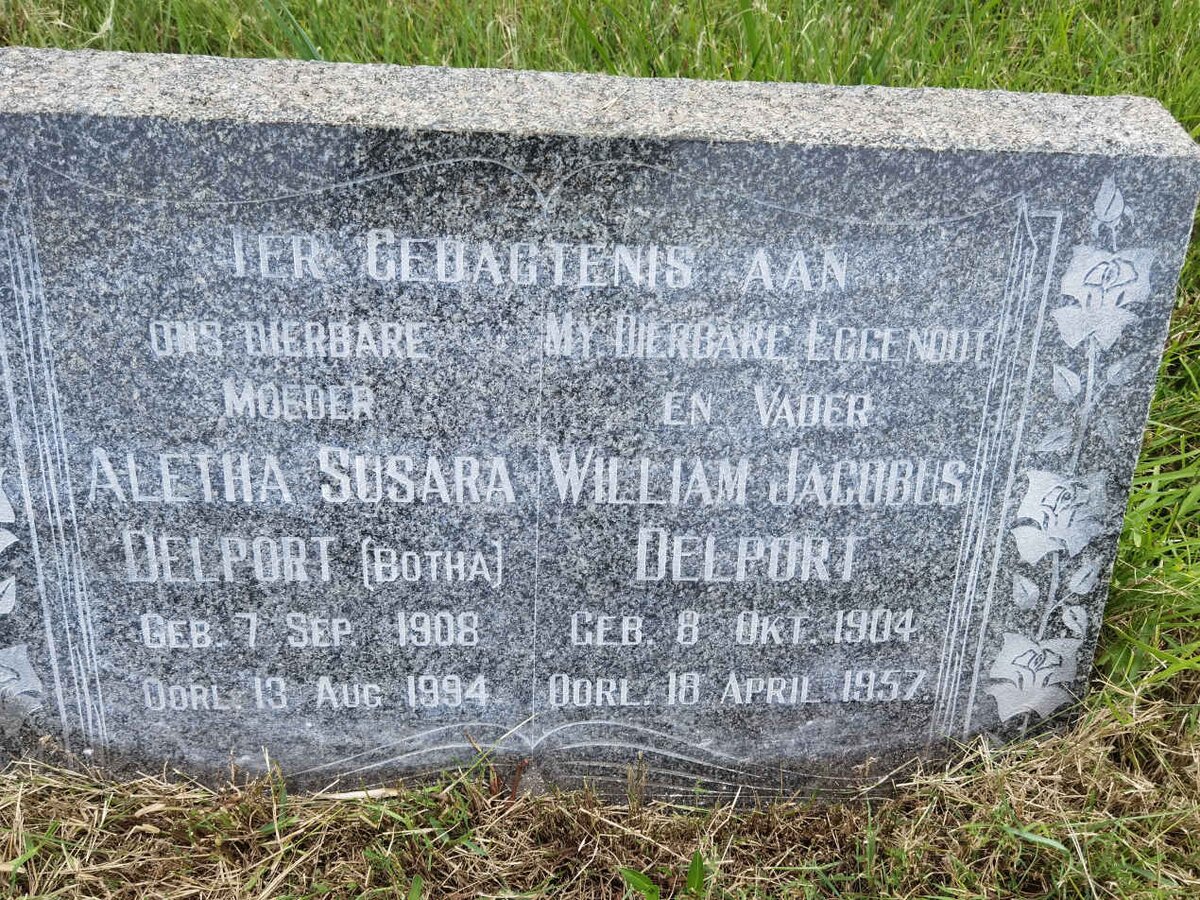 TER GEDAGTENIS AAN
ONS DIERBARE
MOEDER
ALETHA SUSARA
DELPORT (BOTHA)
GEB. 7 SEP 1908
OORL. 13 AUG 1994
MY DIERBARE EGGENOOT
EN VADER
WILLIAM JACOBUS
DELPORT
GEB. 8 OKT. 1904
OORL. 18 APRIL 1957.